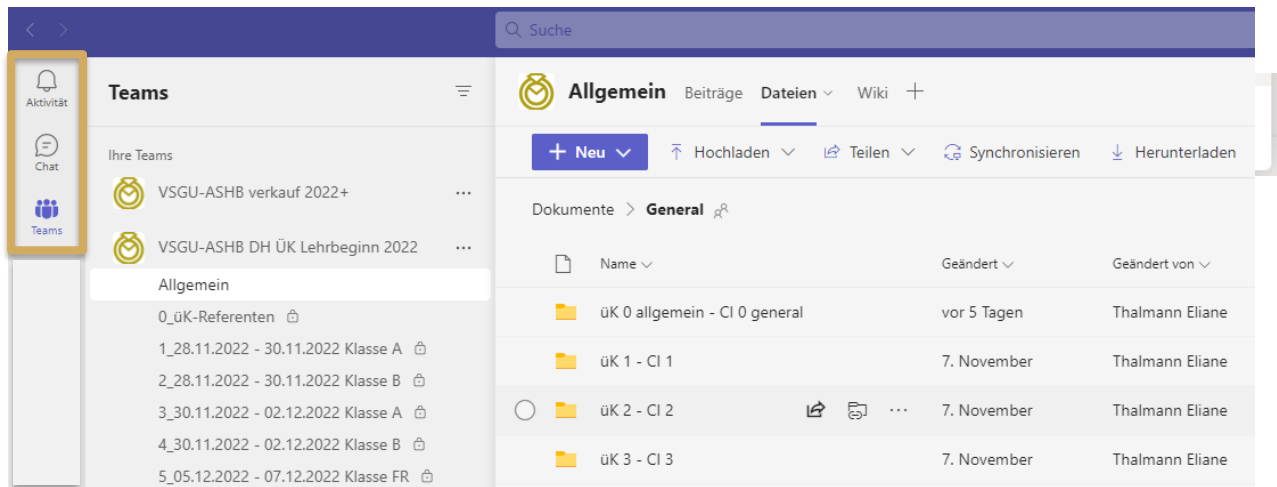 Suche
Aktivität
Chat
Teams
Teams
Ihre Teams
VSGU-ASHB verkauf 2022+
VSGU-ASHB DH ÜK Lehrbeginn 2022
Allgemein
0_üK-Referenten
1_28.11.2022 - 30.11.2022 Klasse A
2_28.11.2022 - 30.11.2022 Klasse B
3_30.11.2022 - 02.12.2022 Klasse A
4_30.11.2022 - 02.12.2022 Klasse B
5_05.12.2022 - 07.12.2022 Klasse FR
Allgemein Beiträge Dateien Wiki
Neu Hochladen Teilen Synchronisieren Herunterladen
Dokumente > General
Name Geändert Geändert von
üK 0 allgemein - CI 0 general vor 5 Tagen Thalmann Eliane
üK 1 - CI 1 7. November Thalmann Eliane
üK 2 - CI 2 7. November Thalmann Eliane
üK 3 - CI 3 7. November Thalmann Eliane